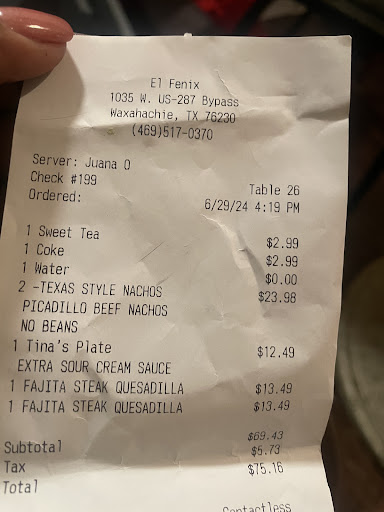 El Fenix
1035 W. US-287 Bypass
Waxahachie, TX 76230
(469)517-0370
Server: Juana O
Check #199 Table 26
Ordered: 6/29/24 4:19 PM
1 Sweet Tea $2.99
1 Coke $2.99
1 Water $0.00
2 -TEXAS STYLE NACHOS $23.98
PICADILLO BEEF NACHOS
NO BEANS
1 Tina's Plate $12.49
EXTRA SOUR CREAM SAUCE
1 FAJITA STEAK QUESADILLA $13.49
1 FAJITA STEAK QUESADILLA $13.49
Subtotal $69.43
Tax $5.73
Total $75.16
Contactless